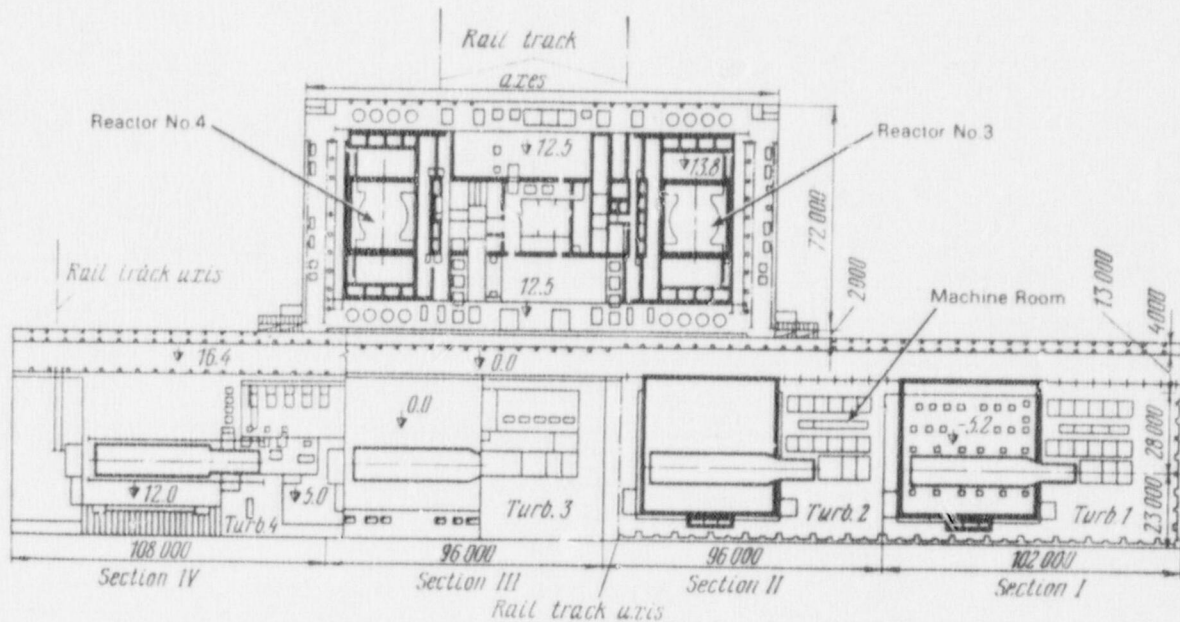 Rail track
axes
Reactor No.4
Reactor No.3
12.5
13.8
72 000
Rail track axis
12.5
2000
Machine Room
13 000
4 000
16.4
0.0
0.0
-5.2
28 000
12.0
5.0
Turb.4
Turb.3
Turb.2
Turb.1
23 000
108 000
96 000
96 000
102 000
Section IV
Section III
Section II
Section I
Rail track axis